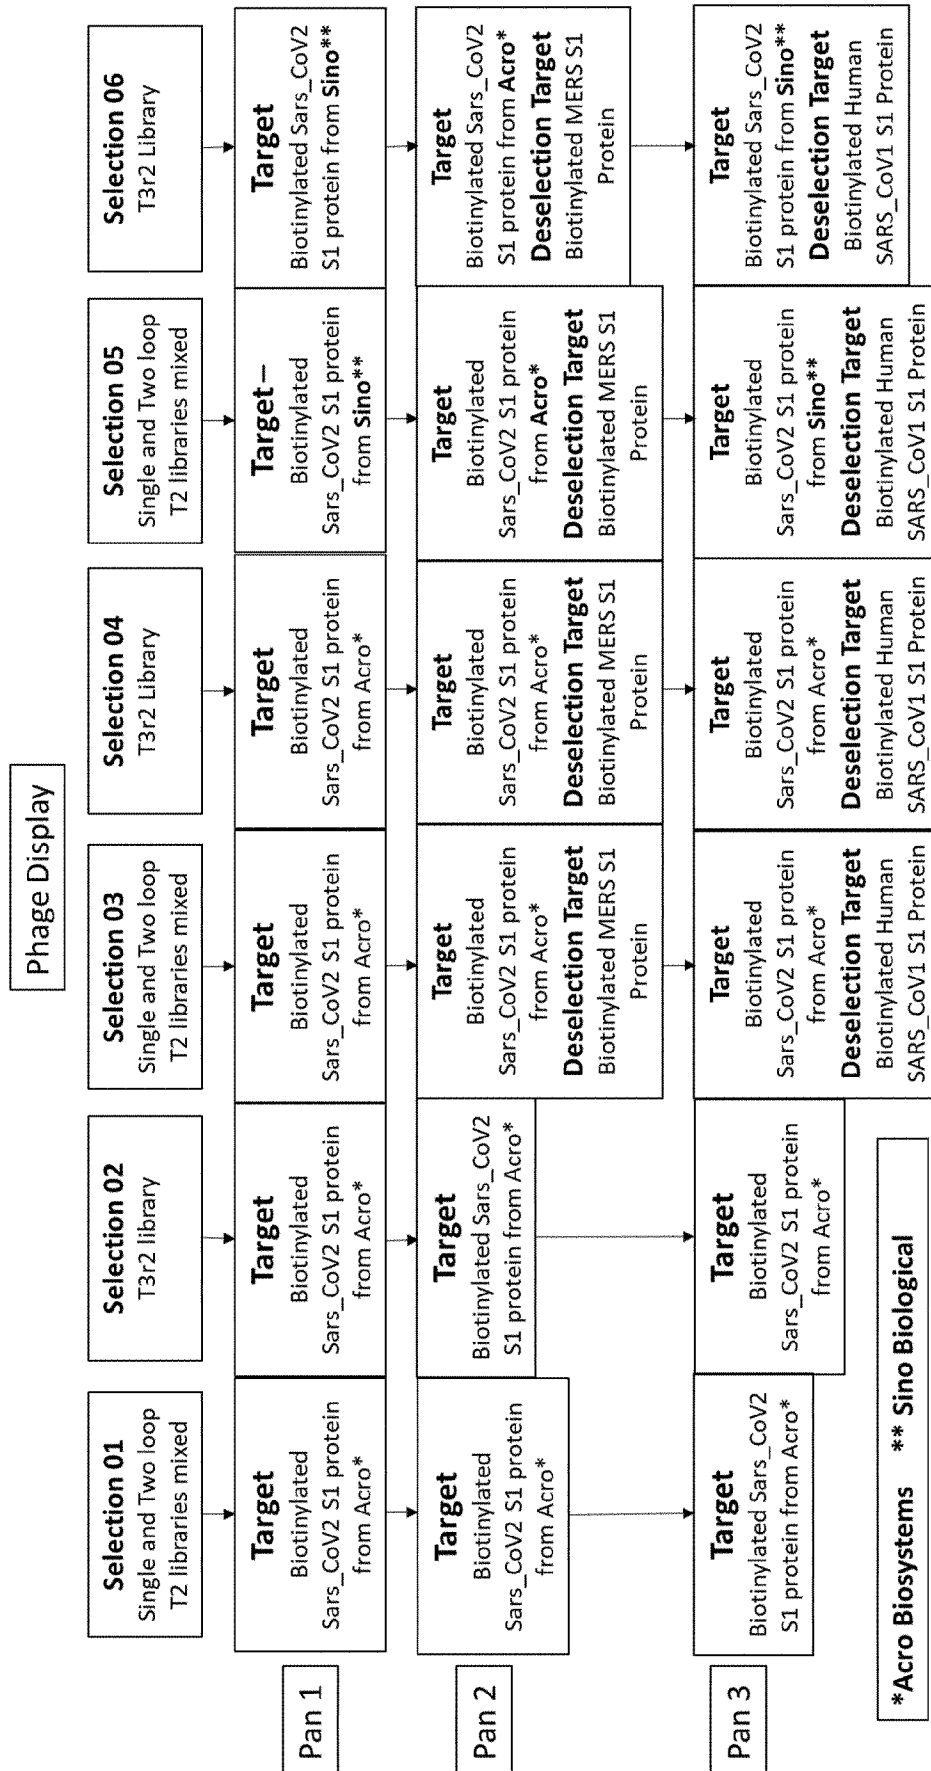 Phage Display
Selection 01
Single and Two loop
T2 libraries mixed
Selection 02
T3r2 library
Selection 03
Single and Two loop
T2 libraries mixed
Selection 04
T3r2 Library
Selection 05
Single and Two loop
T2 libraries mixed
Selection 06
T3r2 Library
Pan 1
Target
Biotinylated
Sars_CoV2 S1 protein
from Acro*
Target
Biotinylated
Sars_CoV2 S1 protein
from Acro*
Target
Biotinylated
Sars_CoV2 S1 protein
from Acro*
Target
Biotinylated
Sars_CoV2 S1 protein
from Acro*
Target –
Biotinylated
Sars_CoV2 S1 protein
from Sino**
Target
Biotinylated Sars_CoV2
S1 protein from Sino**
Pan 2
Target
Biotinylated
Sars_CoV2 S1 protein
from Acro*
Target
Biotinylated Sars_CoV2
S1 protein from Acro*
Target
Biotinylated
Sars_CoV2 S1 protein
from Acro*
Deselection Target
Biotinylated MERS S1
Protein
Target
Biotinylated
Sars_CoV2 S1 protein
from Acro*
Deselection Target
Biotinylated MERS S1
Protein
Target
Biotinylated
Sars_CoV2 S1 protein
from Acro*
Deselection Target
Biotinylated MERS S1
Protein
Target
Biotinylated Sars_CoV2
S1 protein from Acro*
Deselection Target
Biotinylated MERS S1
Protein
Pan 3
Target
Biotinylated Sars_CoV2
S1 protein from Acro*
Target
Biotinylated
Sars_CoV2 S1 protein
from Acro*
Target
Biotinylated
Sars_CoV2 S1 protein
from Acro*
Deselection Target
Biotinylated Human
SARS_CoV1 S1 Protein
Target
Biotinylated
Sars_CoV2 S1 protein
from Acro*
Deselection Target
Biotinylated Human
SARS_CoV1 S1 Protein
Target
Biotinylated
Sars_CoV2 S1 protein
from Sino**
Deselection Target
Biotinylated Human
SARS_CoV1 S1 Protein
Target
Biotinylated Sars_CoV2
S1 protein from Sino**
Deselection Target
Biotinylated Human
SARS_CoV1 S1 Protein
*Acro Biosystems ** Sino Biological